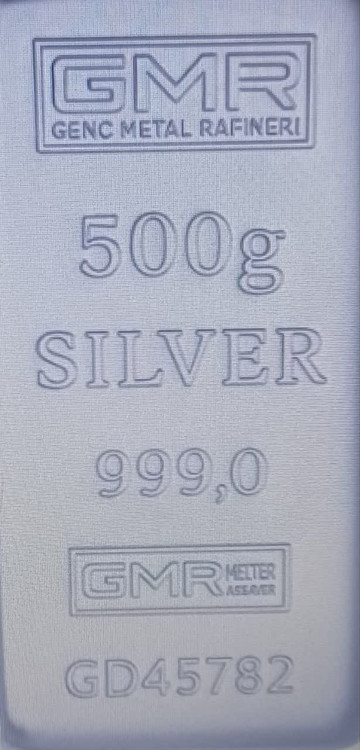 GMR
GENC METAL RAFINERI
500g
SILVER
999,0
GMR MELTER
ASSAYER
GD45782